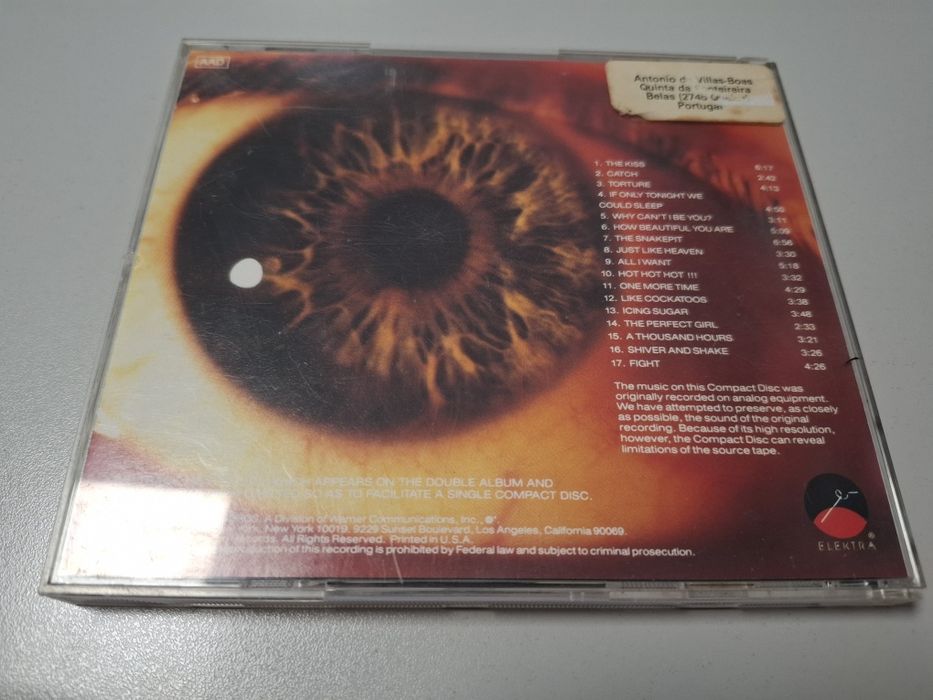 AAD
Antonio d Villas-Boas
Quinta da
Belas (2745
Portugal
1. THE KISS 6:17
2. CATCH 2:42
3. TORTURE 4:13
4. IF ONLY TONIGHT WE
COULD SLEEP 4:50
5. WHY CAN'T I BE YOU? 3:11
6. HOW BEAUTIFUL YOU ARE 5:09
7. THE SNAKEPIT 6:56
8. JUST LIKE HEAVEN 3:30
9. ALL I WANT 5:18
10. HOT HOT HOT !!! 3:32
11. ONE MORE TIME 4:29
12. LIKE COCKATOOS 3:38
13. ICING SUGAR 3:48
14. THE PERFECT GIRL 2:33
15. A THOUSAND HOURS 3:21
16. SHIVER AND SHAKE 3:26
17. FIGHT 4:26
The music on this Compact Disc was
originally recorded on analog equipment.
We have attempted to preserve, as closely
as possible, the sound of the original
recording. Because of its high resolution,
however, the Compact Disc can reveal
limitations of the source tape.
APPEARS ON THE DOUBLE ALBUM AND
SO AS TO FACILITATE A SINGLE COMPACT DISC.
A Division of Warner Communications, Inc.,
New York 10019. 9229 Sunset Boulevard, Los Angeles, California 90069.
All Rights Reserved. Printed in U.S.A.
of this recording is prohibited by Federal law and subject to criminal prosecution.
ELEKTRA